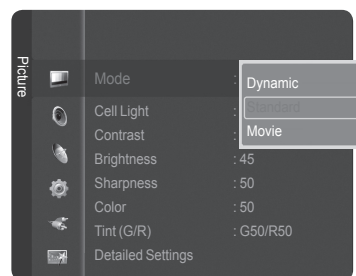 Picture
Mode : Dynamic
Cell Light : Standard
Contrast : Movie
Brightness : 45
Sharpness : 50
Color : 50
Tint (G/R) : G50/R50
Detailed Settings